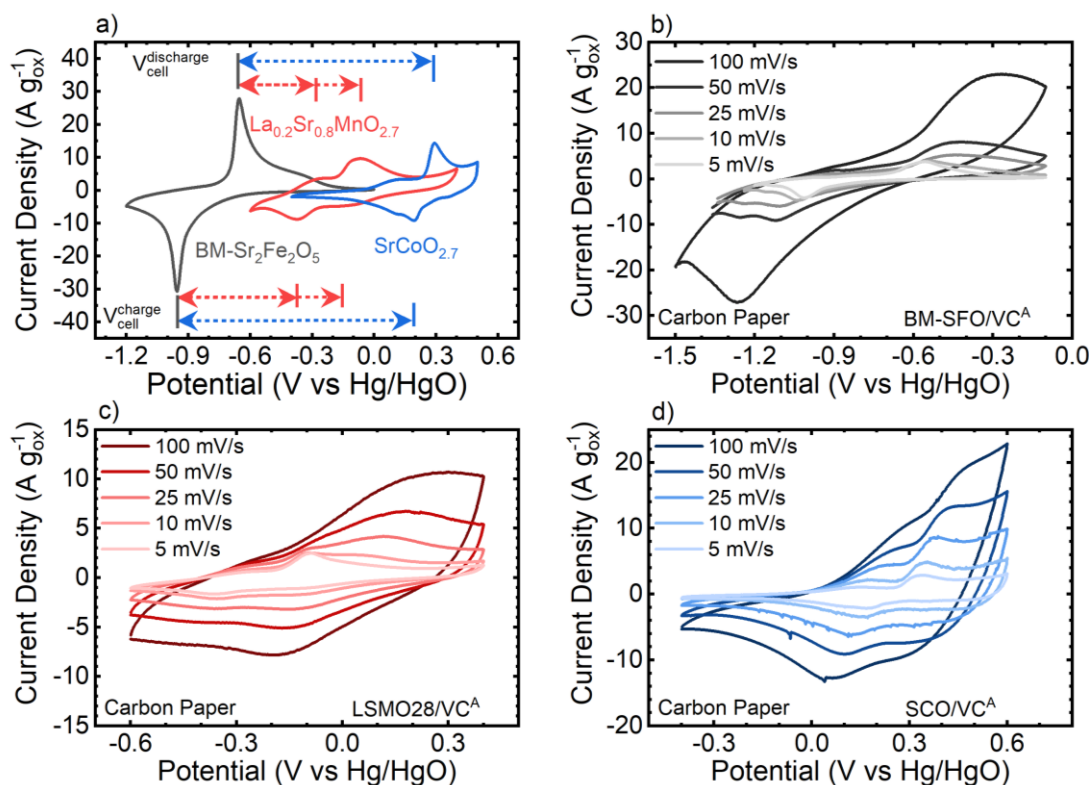 a)
V_cell^discharge
La0.2Sr0.8MnO2.7
BM-Sr2Fe2O5
SrCoO2.7
V_cell^charge
40
30
20
10
0
-10
-20
-30
-40
Current Density (A g_ox^-1)
-1.2 -0.9 -0.6 -0.3 0.0 0.3 0.6
Potential (V vs Hg/HgO)
b)
100 mV/s
50 mV/s
25 mV/s
10 mV/s
5 mV/s
30
20
10
0
-10
-20
-30
Current Density (A g_ox^-1)
Carbon Paper BM-SFO/VC^A
-1.5 -1.2 -0.9 -0.6 -0.3 0.0
Potential (V vs Hg/HgO)
c)
100 mV/s
50 mV/s
25 mV/s
10 mV/s
5 mV/s
15
10
5
0
-5
-10
-15
Current Density (A g_ox^-1)
Carbon Paper LSMO28/VC^A
-0.6 -0.3 0.0 0.3
Potential (V vs Hg/HgO)
d)
100 mV/s
50 mV/s
25 mV/s
10 mV/s
5 mV/s
20
10
0
-10
-20
Current Density (A g_ox^-1)
Carbon Paper SCO/VC^A
-0.3 0.0 0.3 0.6
Potential (V vs Hg/HgO)